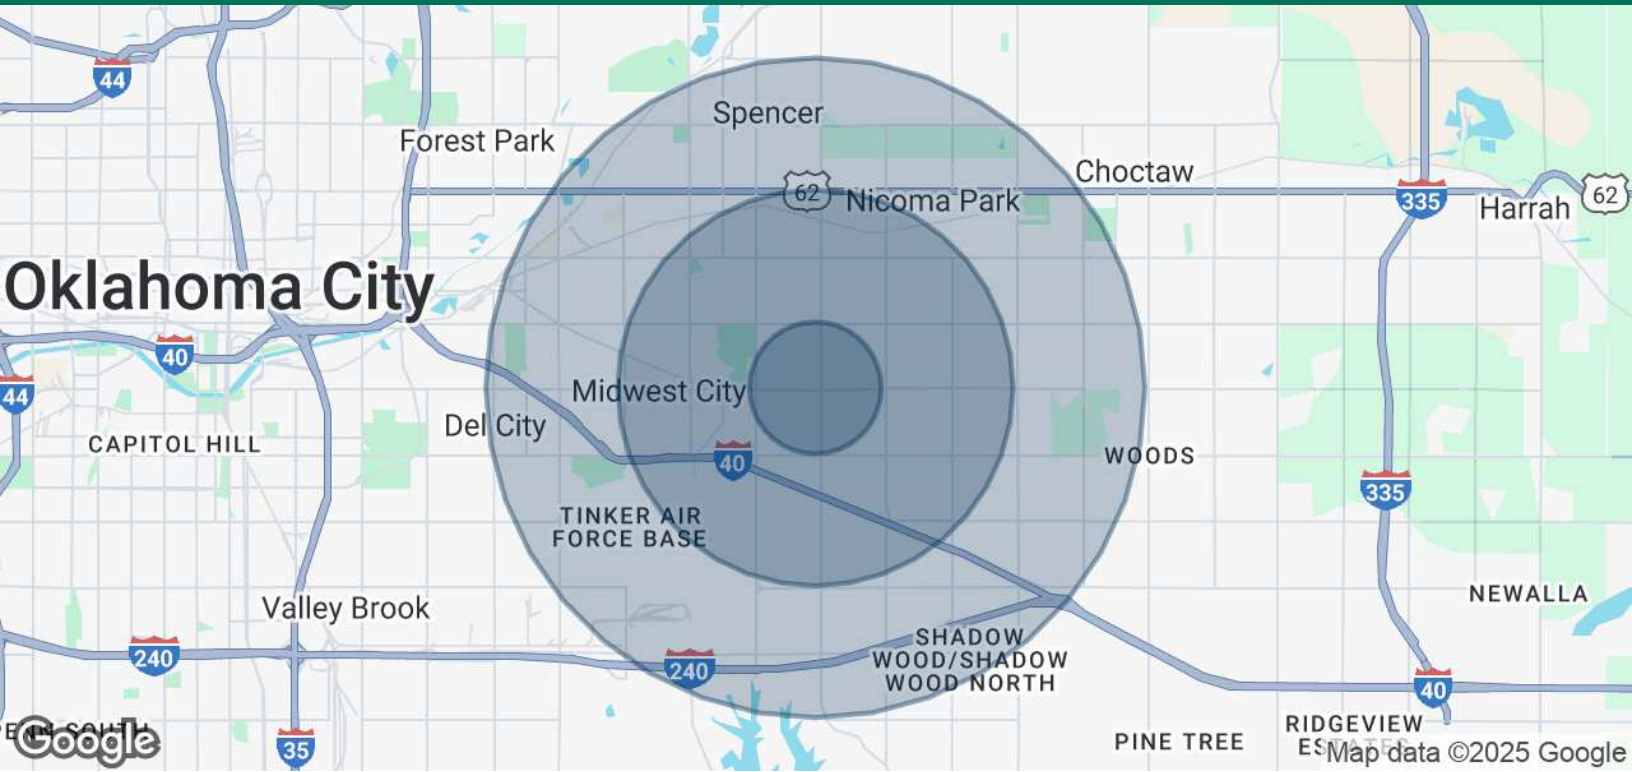 44
Spencer
Forest Park
Choctaw
62
Nicoma Park
335
Harrah
62
Oklahoma City
40
44
Midwest City
Del City
CAPITOL HILL
40
WOODS
335
TINKER AIR
FORCE BASE
NEWALLA
Valley Brook
SHADOW
WOOD/SHADOW
WOOD NORTH
240
240
40
RIDGEVIEW
ESTATES
PINE TREE
35
Google
Map data ©2025 Google